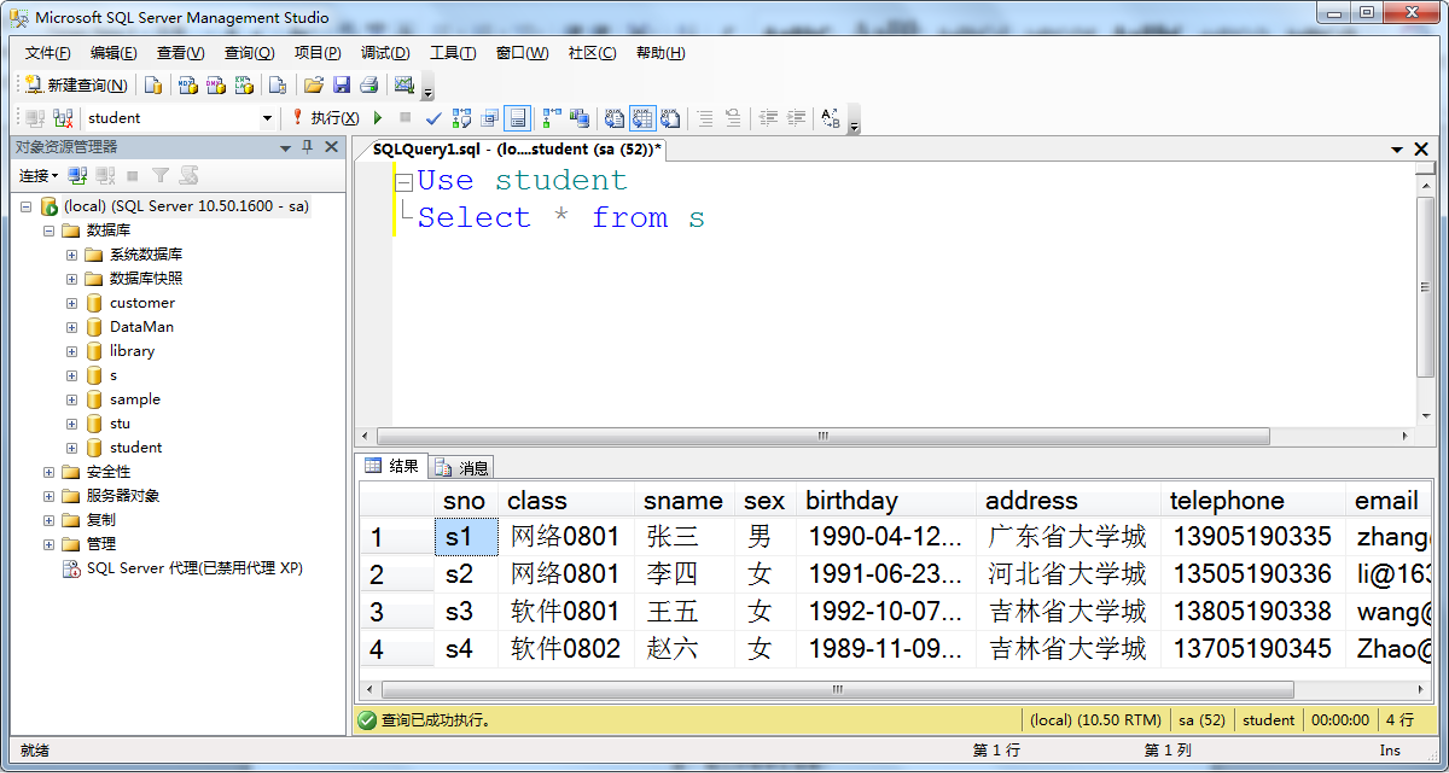 Microsoft SQL Server Management Studio
文件(F) 编辑(E) 查看(V) 查询(Q) 项目(P) 调试(D) 工具(T) 窗口(W) 社区(C) 帮助(H)
新建查询(N)
student 执行(X)
对象资源管理器
SQLQuery1.sql - (lo....student (sa (52))*
连接
Use student
Select * from s
(local) (SQL Server 10.50.1600 - sa)
数据库
系统数据库
数据库快照
customer
DataMan
library
s
sample
stu
student
安全性
服务器对象
复制
管理
SQL Server 代理(已禁用代理 XP)
结果 消息
sno class sname sex birthday address telephone email
1 s1 网络0801 张三 男 1990-04-12... 广东省大学城 13905190335 zhang@
2 s2 网络0801 李四 女 1991-06-23... 河北省大学城 13505190336 li@163
3 s3 软件0801 王五 女 1992-10-07... 吉林省大学城 13805190338 wang@
4 s4 软件0802 赵六 女 1989-11-09... 吉林省大学城 13705190345 Zhao@
查询已成功执行。 (local) (10.50 RTM) sa (52) student 00:00:00 4 行
就绪 第 1 行 第 1 列 Ins